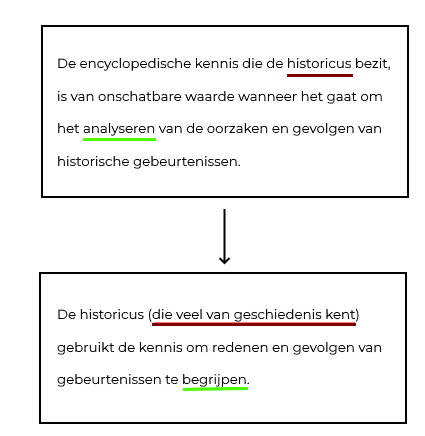 De encyclopedische kennis die de historicus bezit,
is van onschatbare waarde wanneer het gaat om
het analyseren van de oorzaken en gevolgen van
historische gebeurtenissen.
De historicus (die veel van geschiedenis kent)
gebruikt de kennis om redenen en gevolgen van
gebeurtenissen te begrijpen.